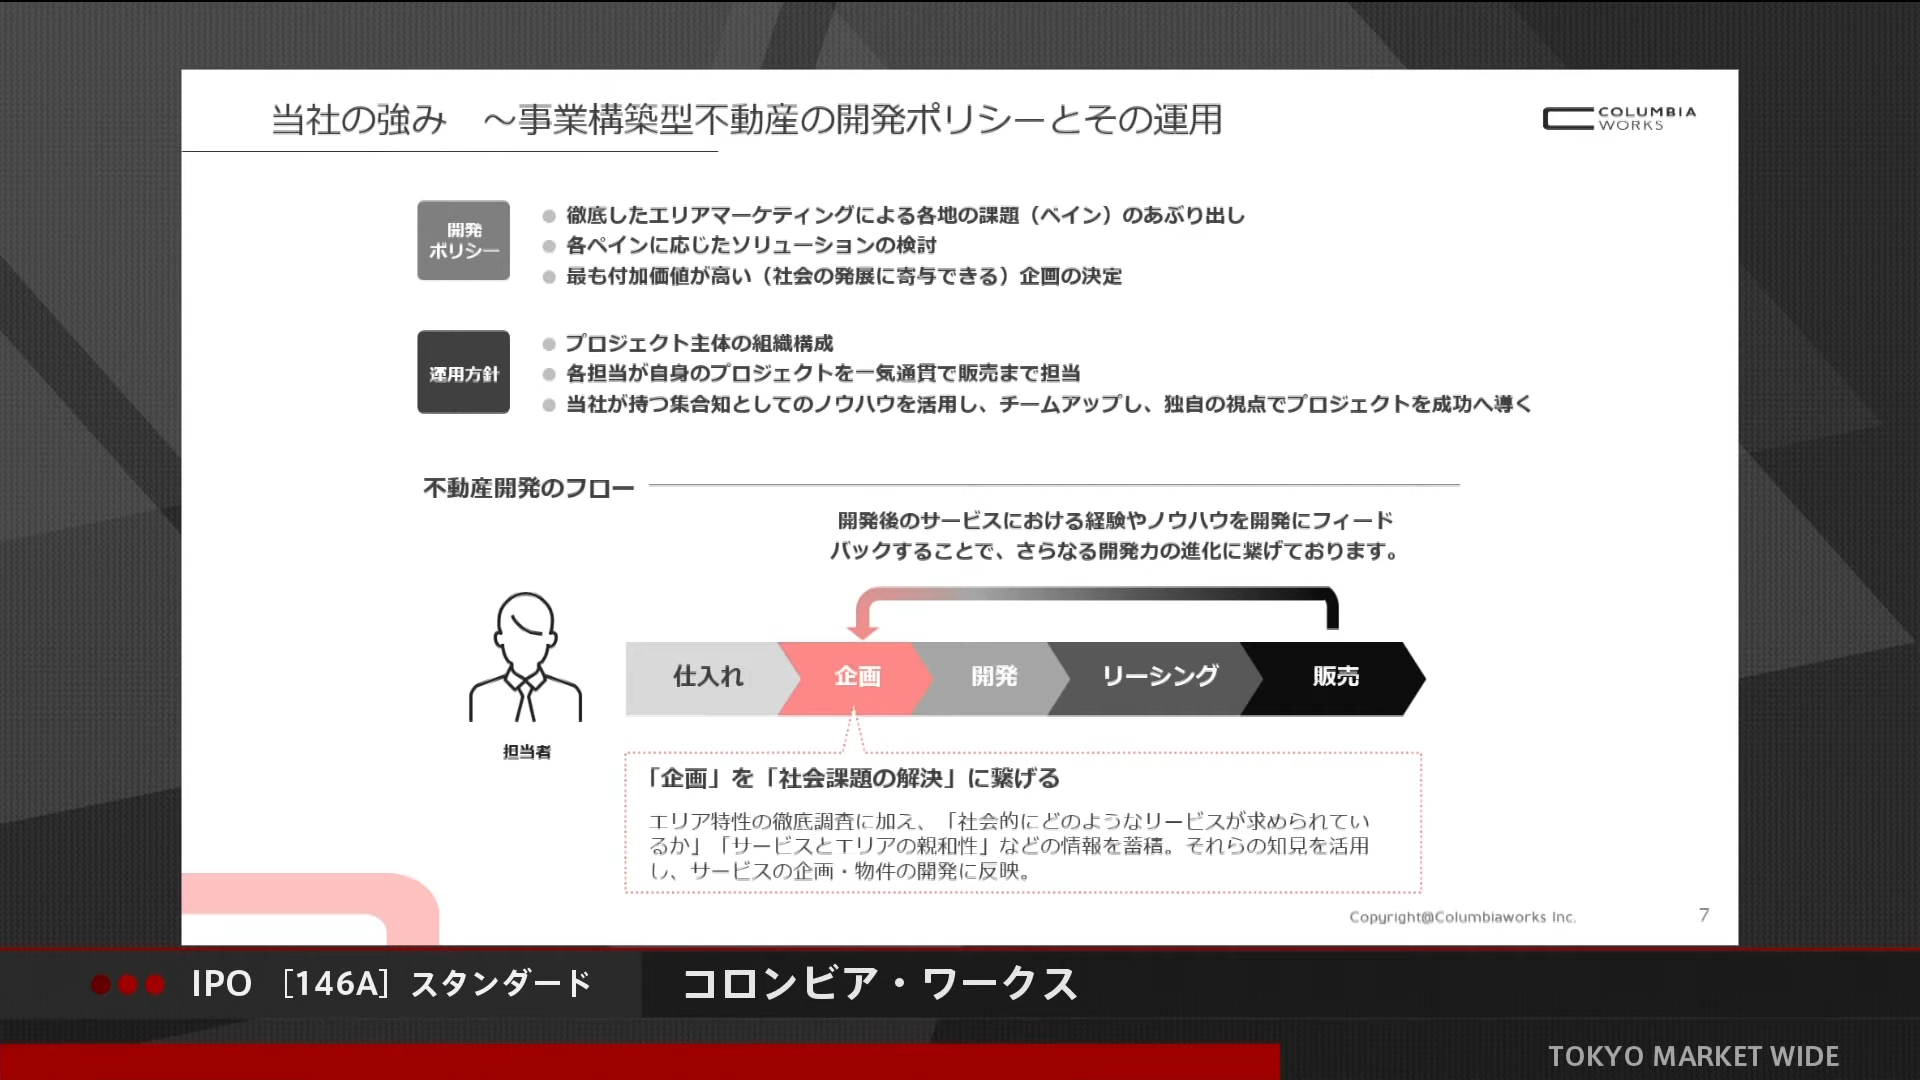 当社の強み　～事業構築型不動産の開発ポリシーとその運用
COLUMBIA
WORKS
開発
ポリシー
徹底したエリアマーケティングによる各地の課題（ペイン）のあぶり出し
各ペインに応じたソリューションの検討
最も付加価値が高い（社会の発展に寄与できる）企画の決定
運用方針
プロジェクト主体の組織構成
各担当が自身のプロジェクトを一気通貫で販売まで担当
当社が持つ集合知としてのノウハウを活用し、チームアップし、独自の視点でプロジェクトを成功へ導く
不動産開発のフロー
開発後のサービスにおける経験やノウハウを開発にフィード
バックすることで、さらなる開発力の進化に繋げております。
仕入れ
企画
開発
リーシング
販売
担当者
「企画」を「社会課題の解決」に繋げる
エリア特性の徹底調査に加え、「社会的にどのようなサービスが求められてい
るか」「サービスとエリアの親和性」などの情報を蓄積。それらの知見を活用
し、サービスの企画・物件の開発に反映。
Copyright@Columbiaworks Inc.
7
IPO ［146A］スタンダード
コロンビア・ワークス
TOKYO MARKET WIDE